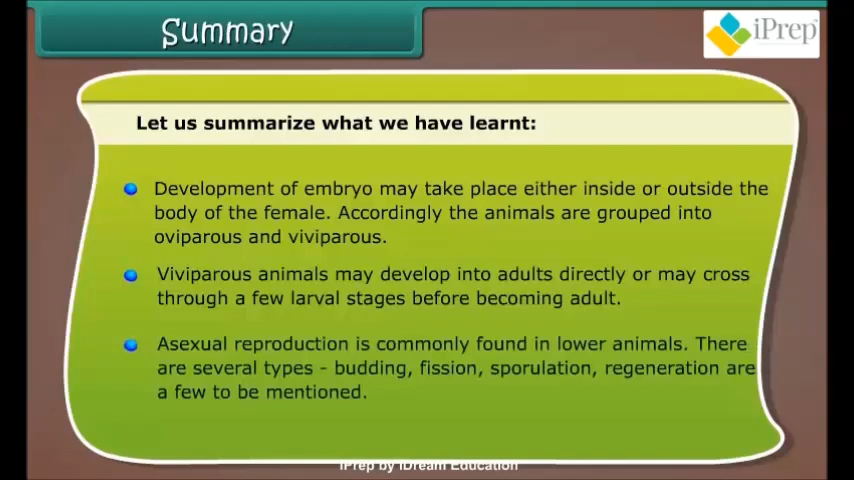 Summary
iPrep
Let us summarize what we have learnt:
Development of embryo may take place either inside or outside the
body of the female. Accordingly the animals are grouped into
oviparous and viviparous.
Viviparous animals may develop into adults directly or may cross
through a few larval stages before becoming adult.
Asexual reproduction is commonly found in lower animals. There
are several types - budding, fission, sporulation, regeneration are
a few to be mentioned.
iPrep by iDream Education